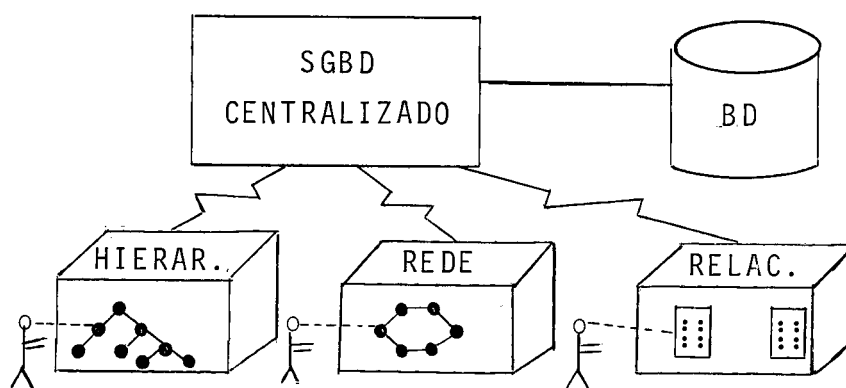 SGBD
CENTRALIZADO
BD
HIERAR.
REDE
RELAC.